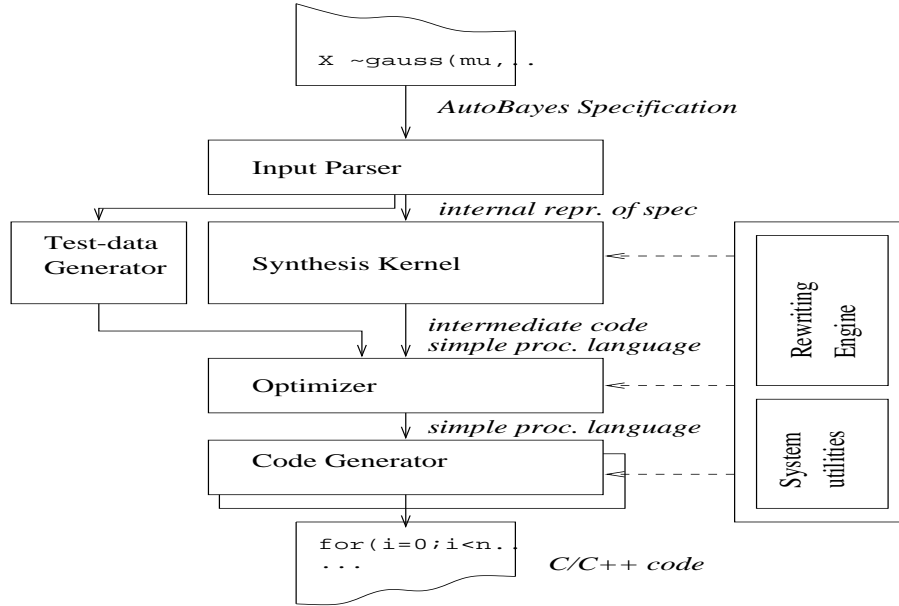 X ~gauss(mu,..
AutoBayes Specification
Input Parser
internal repr. of spec
Test-data
Generator
Synthesis Kernel
intermediate code
simple proc. language
Optimizer
simple proc. language
Code Generator
for(i=0;i<n..
...
C/C++ code
Rewriting
Engine
System
utilities